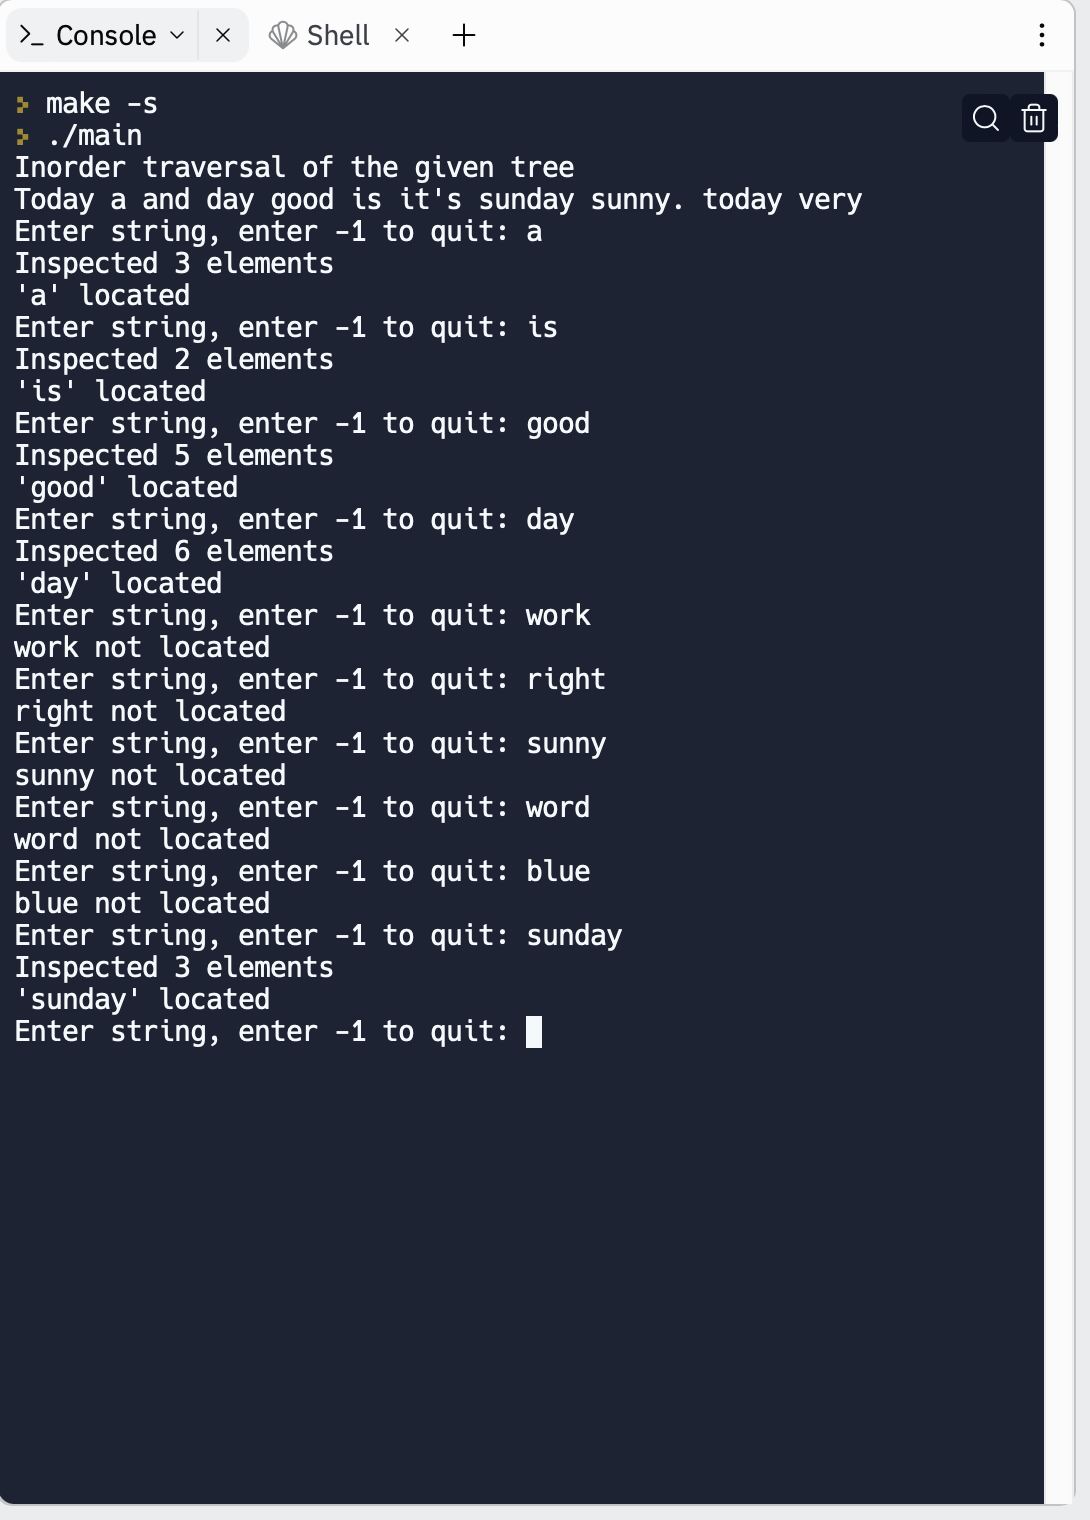 Console
Shell
make -s
./main
Inorder traversal of the given tree
Today a and day good is it's sunday sunny. today very
Enter string, enter -1 to quit: a
Inspected 3 elements
'a' located
Enter string, enter -1 to quit: is
Inspected 2 elements
'is' located
Enter string, enter -1 to quit: good
Inspected 5 elements
'good' located
Enter string, enter -1 to quit: day
Inspected 6 elements
'day' located
Enter string, enter -1 to quit: work
work not located
Enter string, enter -1 to quit: right
right not located
Enter string, enter -1 to quit: sunny
sunny not located
Enter string, enter -1 to quit: word
word not located
Enter string, enter -1 to quit: blue
blue not located
Enter string, enter -1 to quit: sunday
Inspected 3 elements
'sunday' located
Enter string, enter -1 to quit: